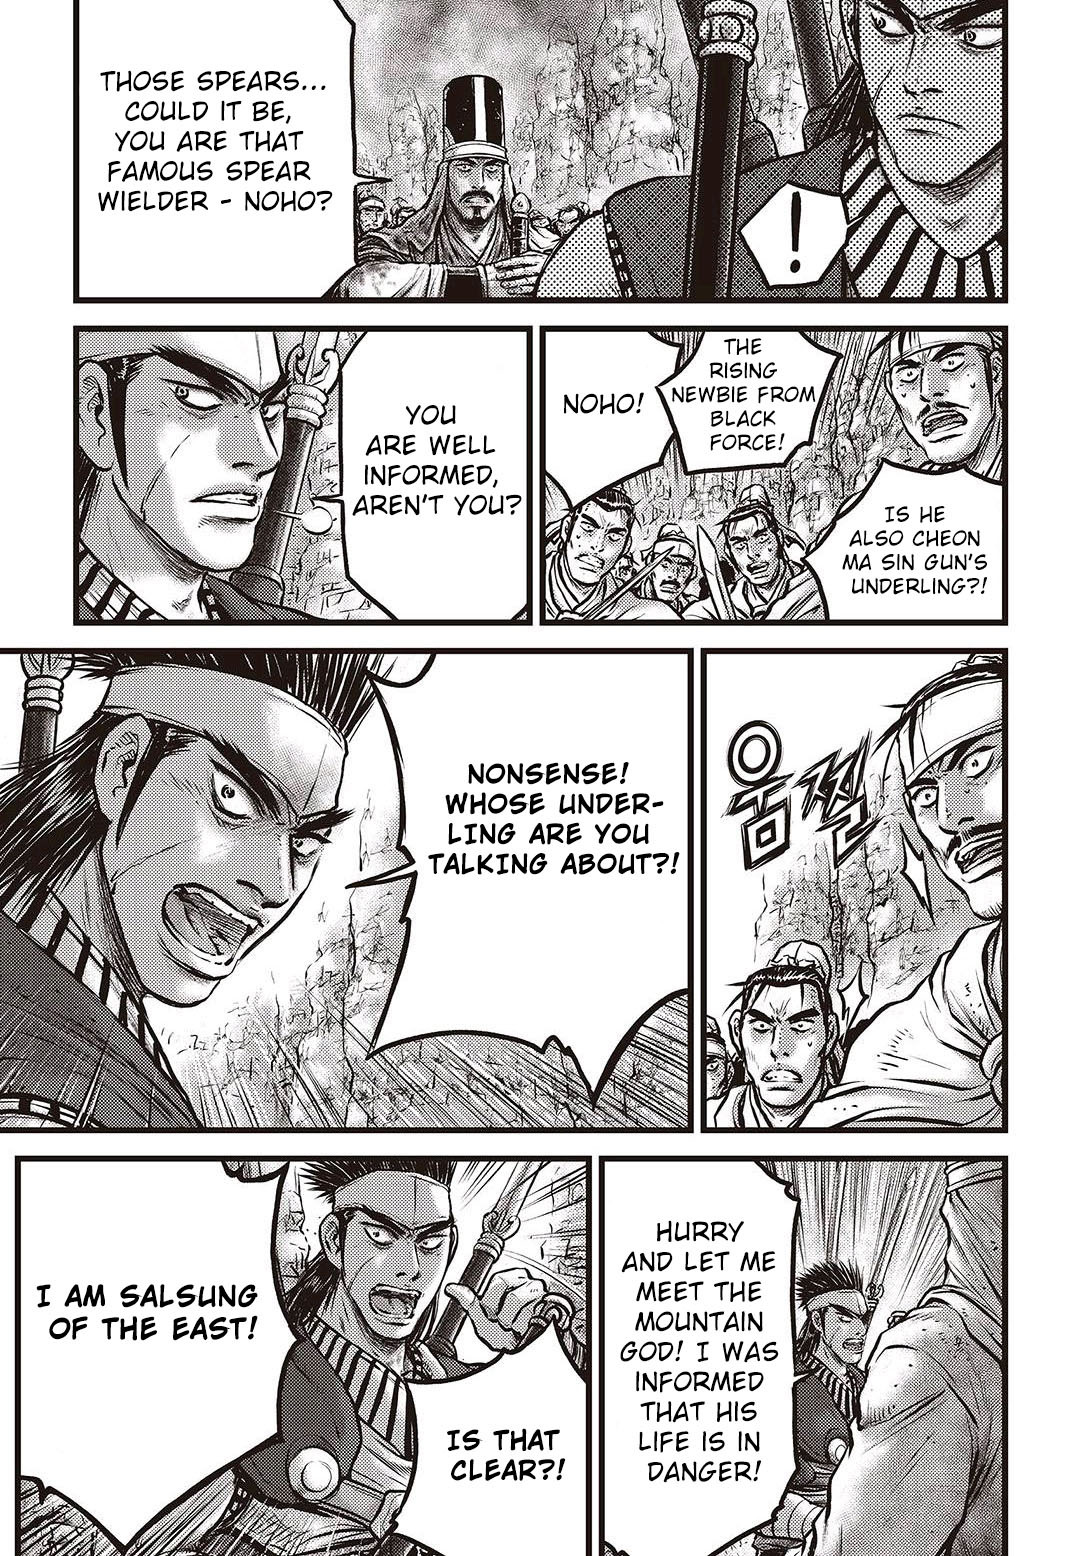 THOSE SPEARS...
COULD IT BE,
YOU ARE THAT
FAMOUS SPEAR
WIELDER - NOHO?
!
YOU
ARE WELL
INFORMED,
AREN'T YOU?
NOHO!
THE
RISING
NEWBIE FROM
BLACK
FORCE!
IS HE
ALSO CHEON
MA SIN GUN'S
UNDERLING?!
NONSENSE!
WHOSE UNDER-
LING ARE YOU
TALKING ABOUT?!
움찔
I AM SALSUNG
OF THE EAST!
IS THAT
CLEAR?!
HURRY
AND LET ME
MEET THE
MOUNTAIN
GOD! I WAS
INFORMED
THAT HIS
LIFE IS IN
DANGER!